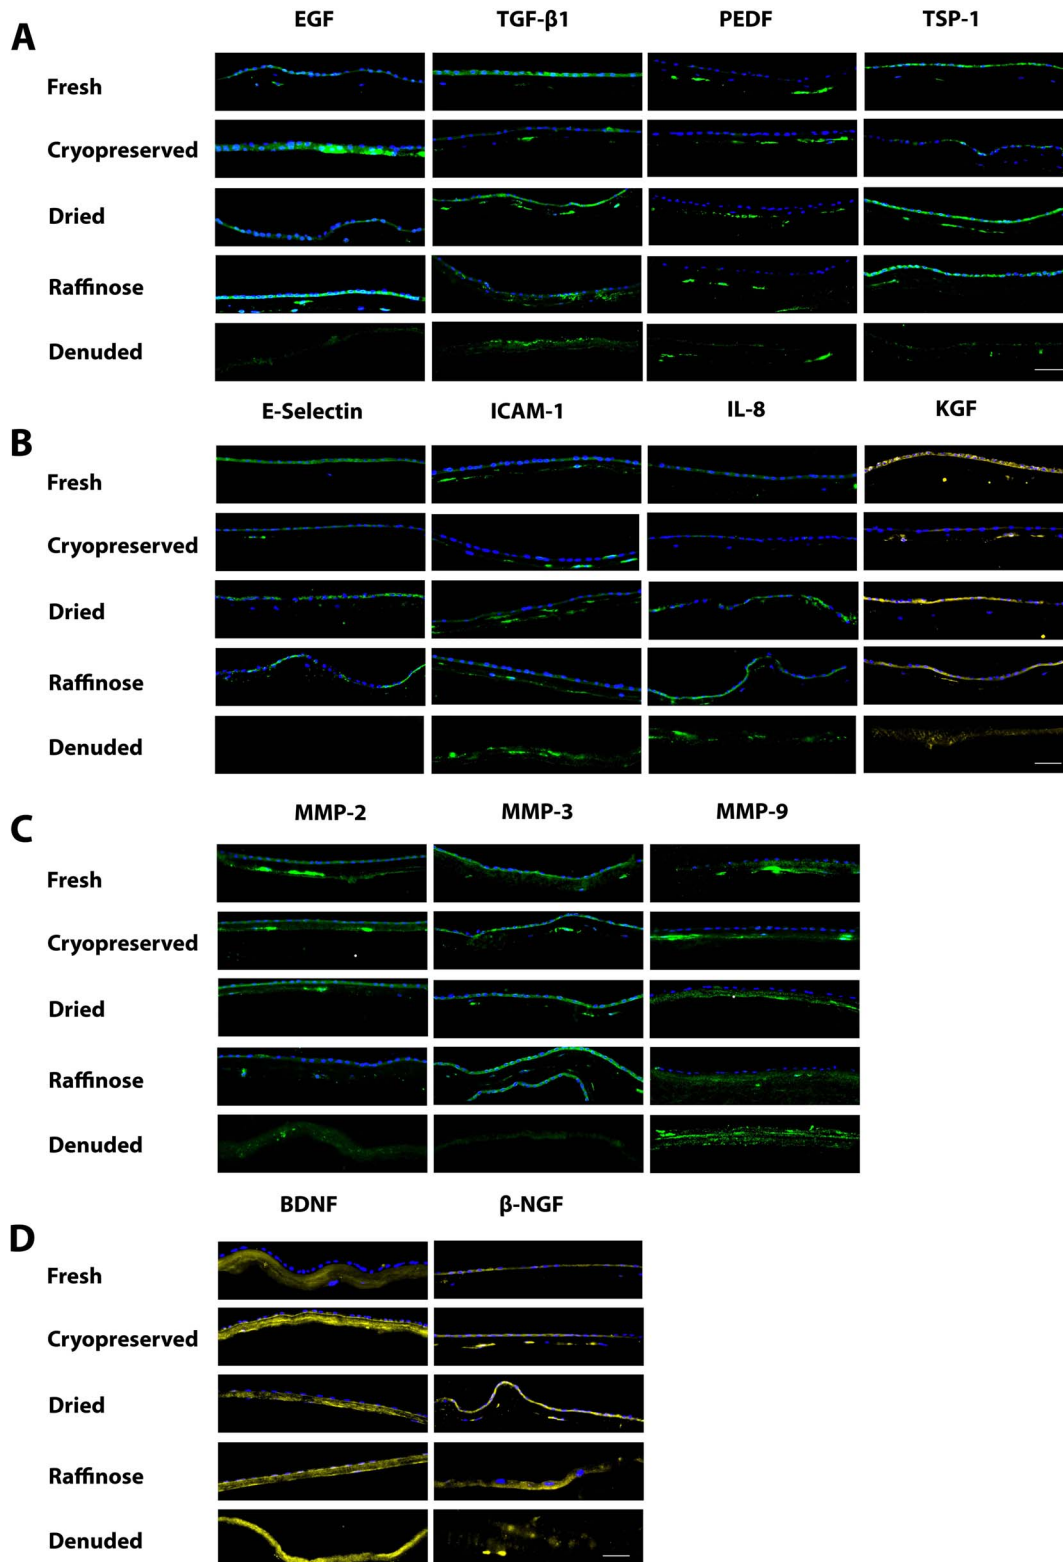 EGF TGF-β1 PEDF TSP-1
A
Fresh
Cryopreserved
Dried
Raffinose
Denuded
E-Selectin ICAM-1 IL-8 KGF
B
Fresh
Cryopreserved
Dried
Raffinose
Denuded
MMP-2 MMP-3 MMP-9
C
Fresh
Cryopreserved
Dried
Raffinose
Denuded
BDNF β-NGF
D
Fresh
Cryopreserved
Dried
Raffinose
Denuded